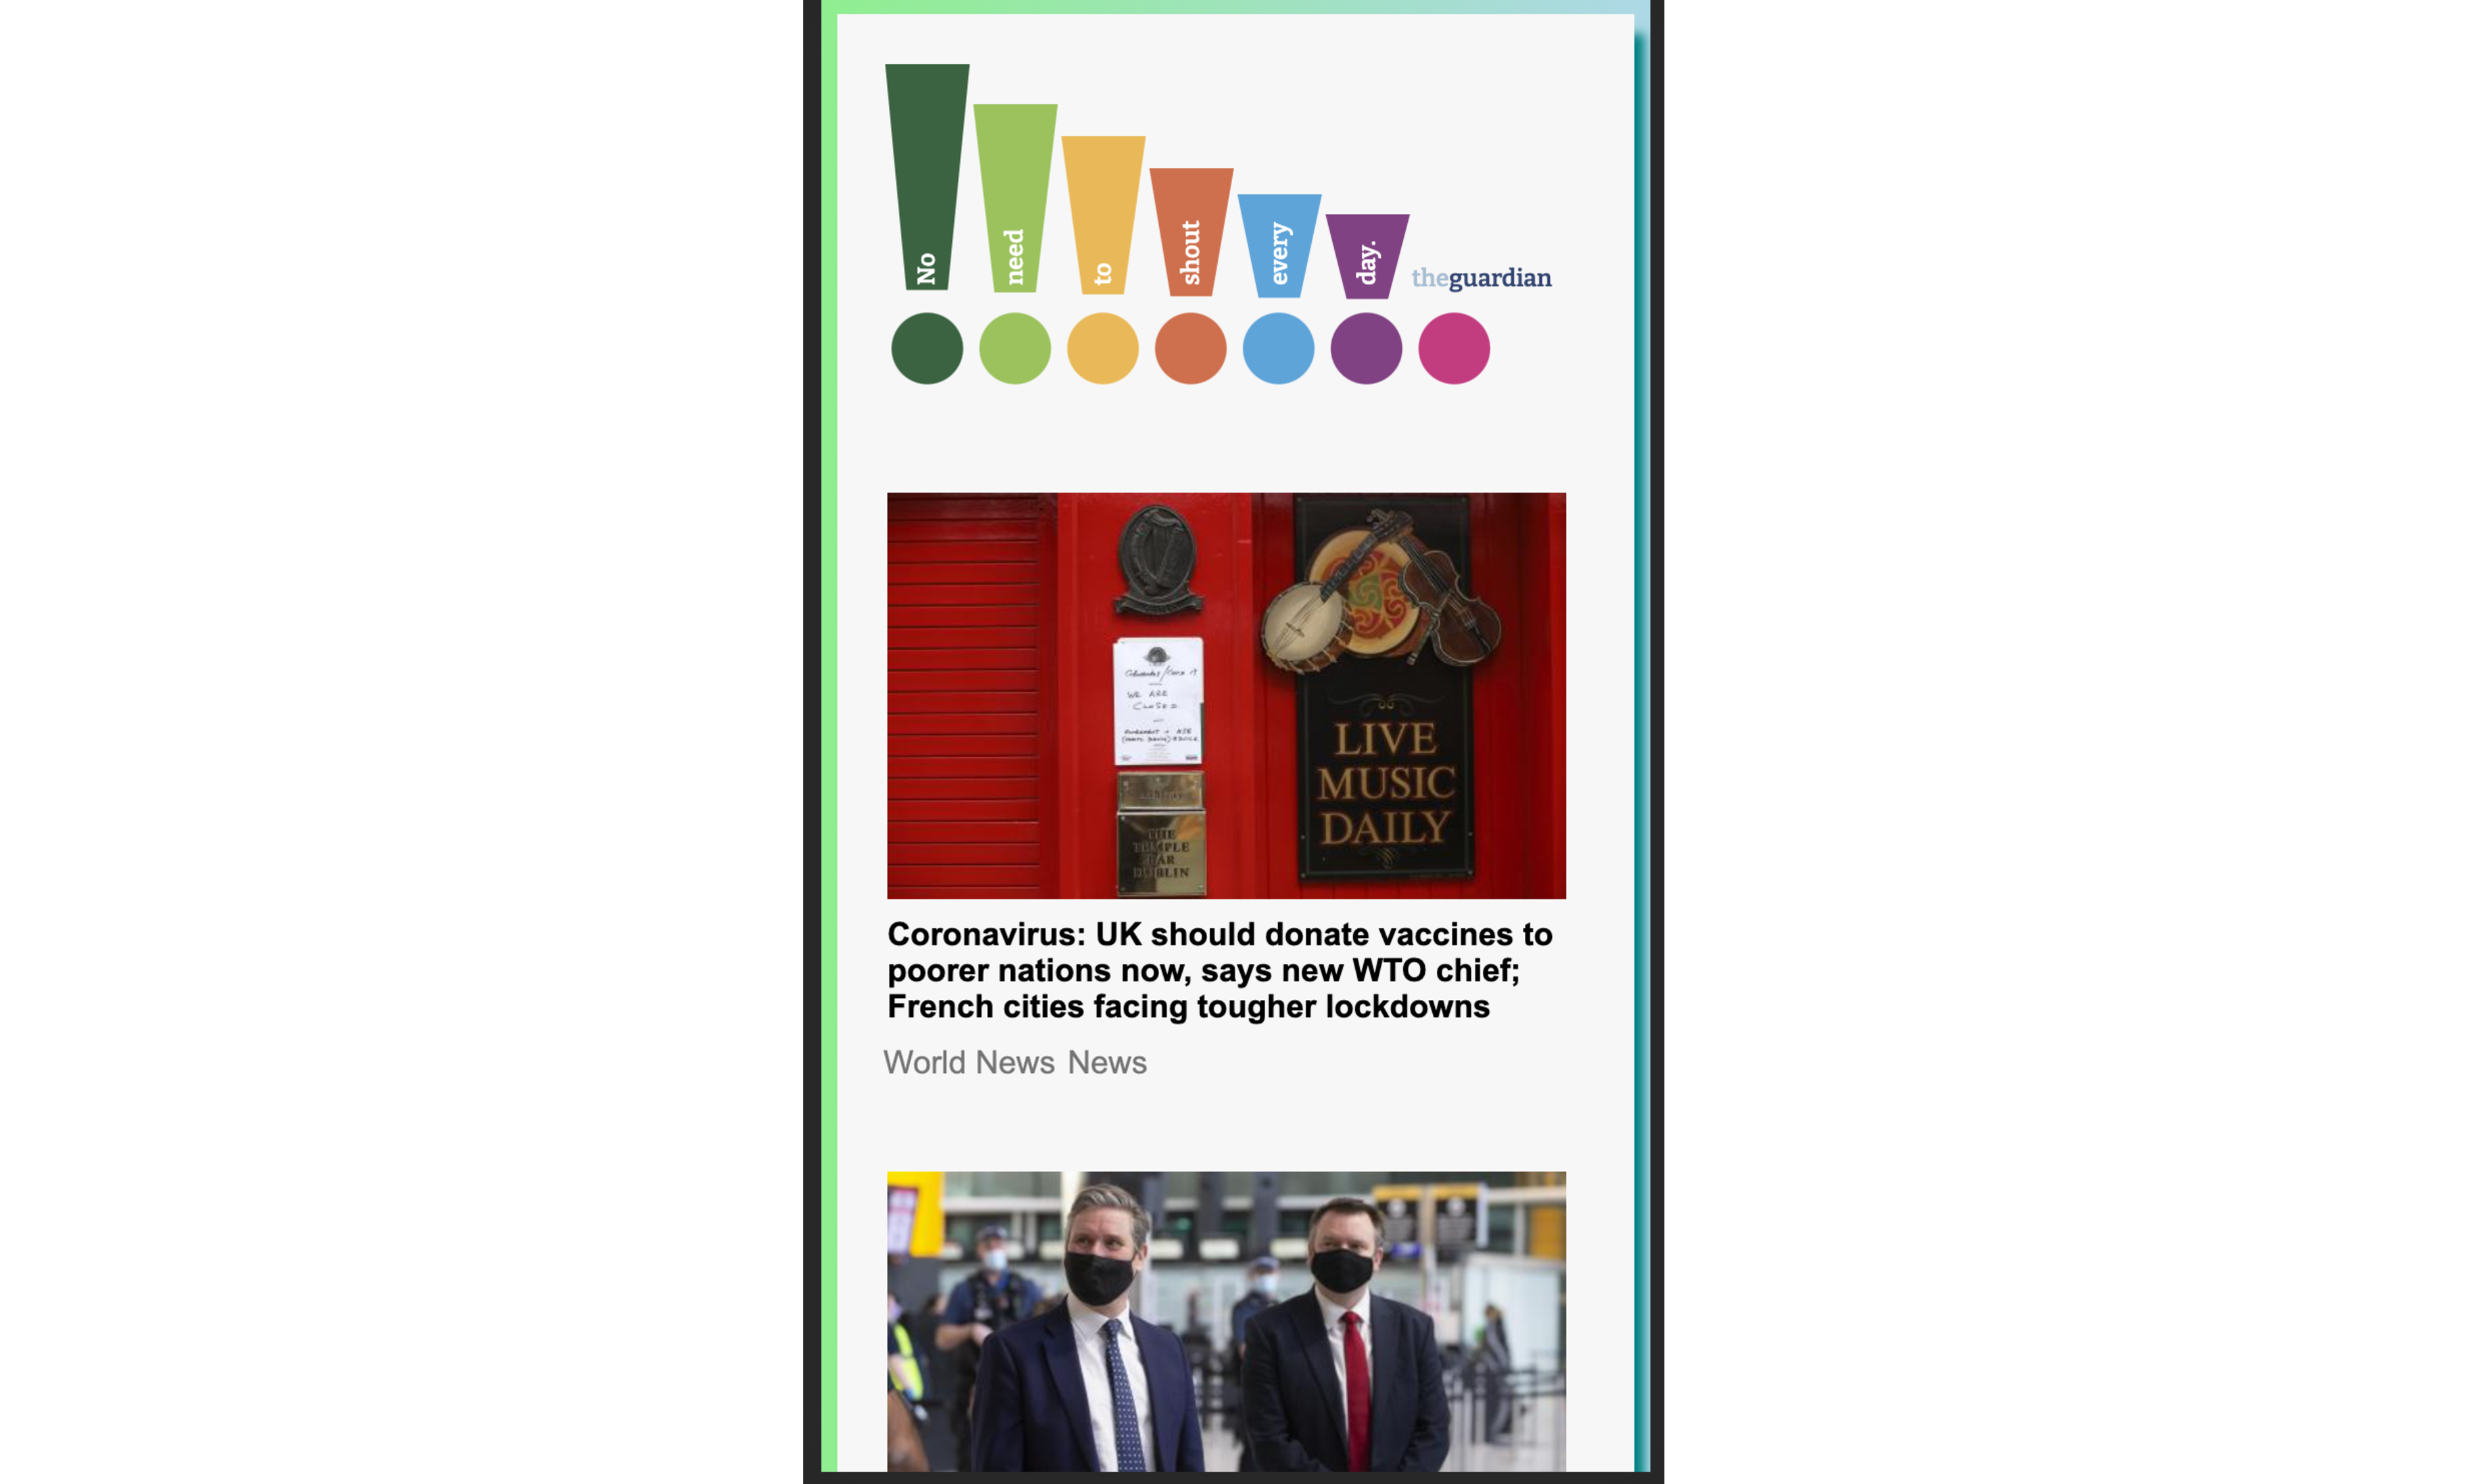 No need to shout every day.
theguardian
WE ARE
CLOSED
THE
TEMPLE
BAR
DUBLIN
LIVE
MUSIC
DAILY
Coronavirus: UK should donate vaccines to
poorer nations now, says new WTO chief;
French cities facing tougher lockdowns
World News News